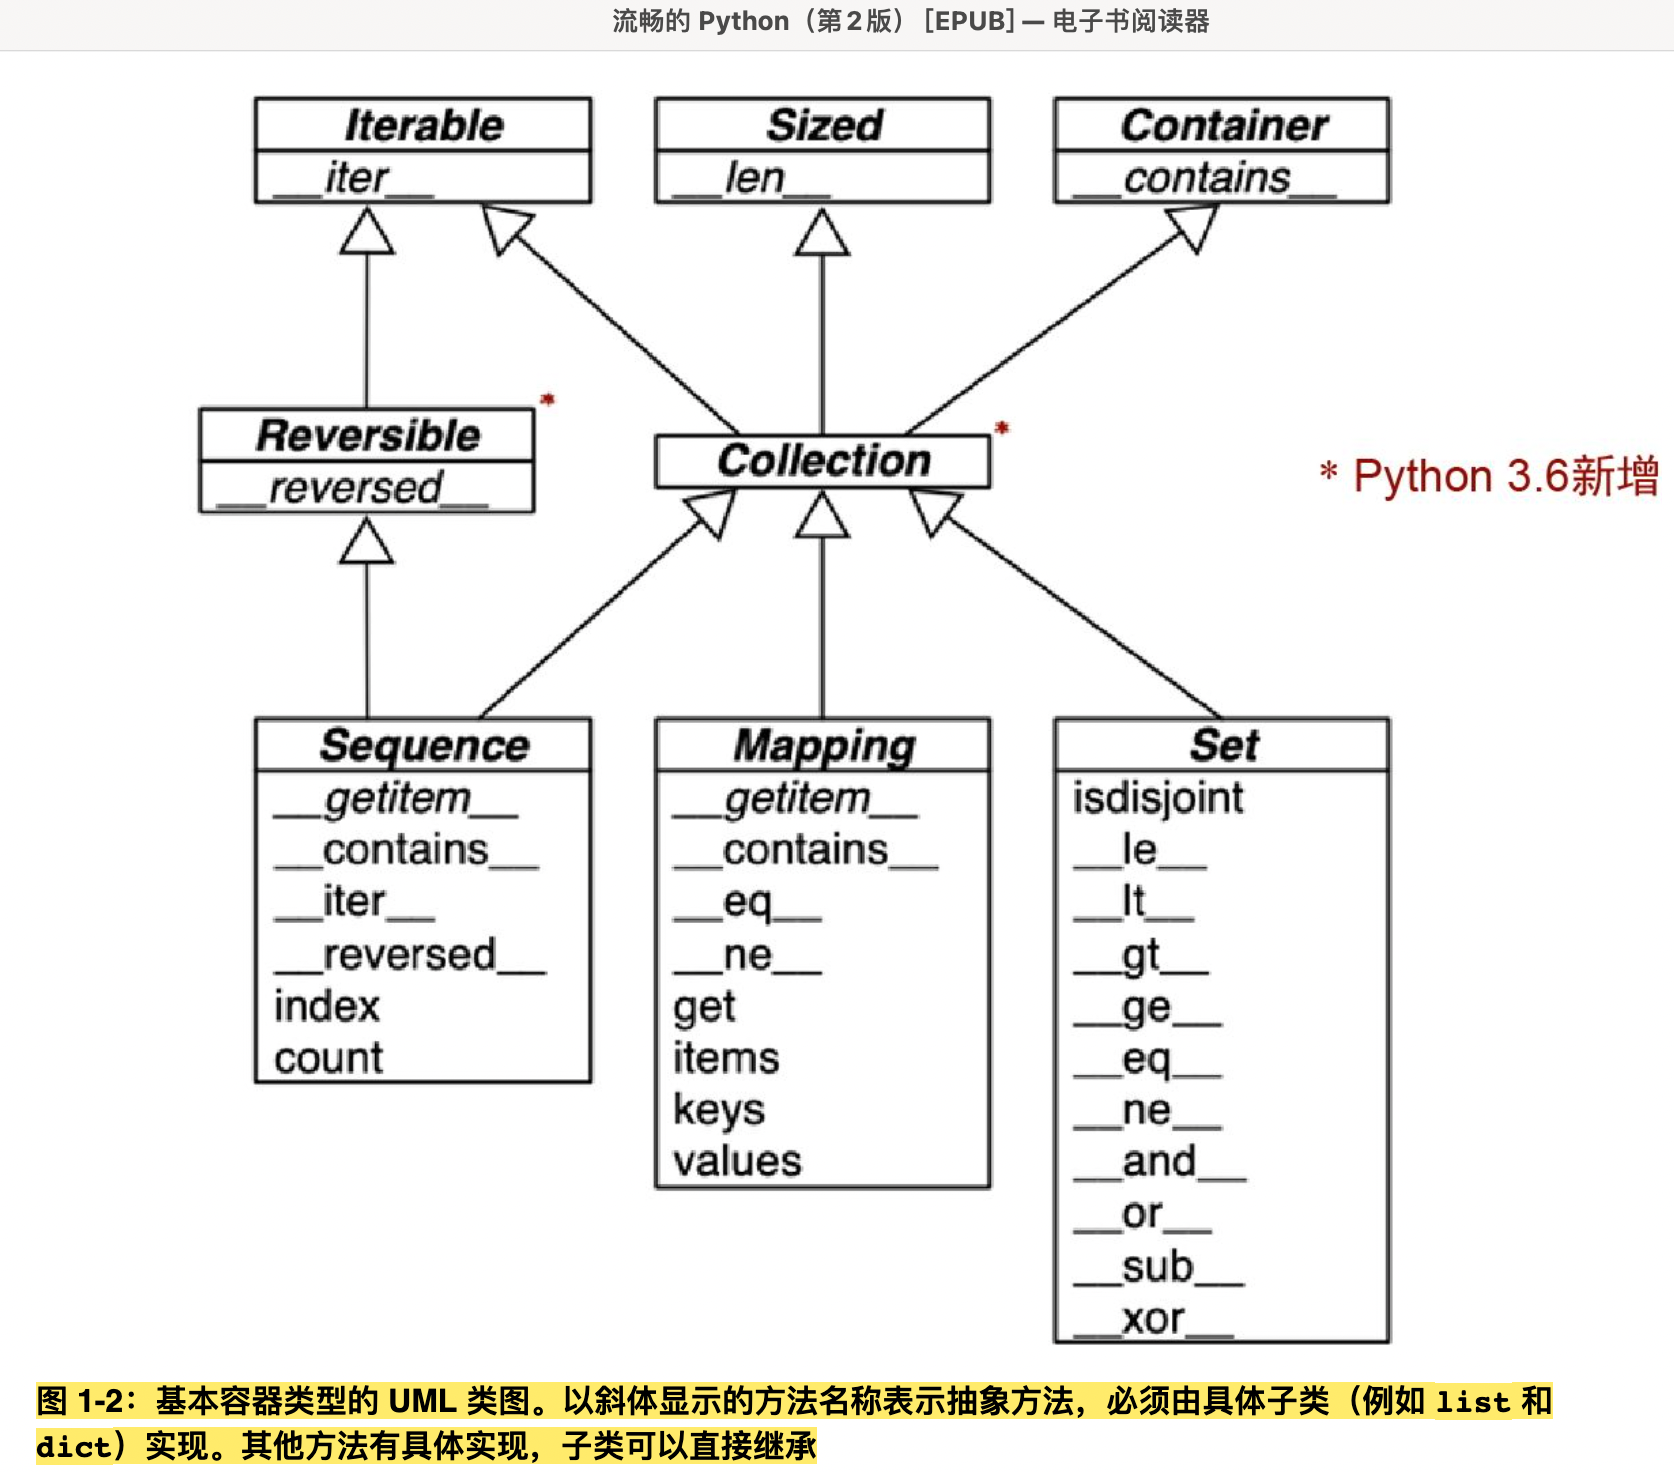 流畅的 Python（第2版） [EPUB] — 电子书阅读器
Iterable
__iter__
Sized
__len__
Container
__contains__
Reversible
*
__reversed__
Collection
*
* Python 3.6新增
Sequence
__getitem__
__contains__
__iter__
__reversed__
index
count
Mapping
__getitem__
__contains__
__eq__
__ne__
get
items
keys
values
Set
isdisjoint
__le__
__lt__
__gt__
__ge__
__eq__
__ne__
__and__
__or__
__sub__
__xor__
图 1-2：基本容器类型的 UML 类图。以斜体显示的方法名称表示抽象方法，必须由具体子类（例如 list 和
dict）实现。其他方法有具体实现，子类可以直接继承